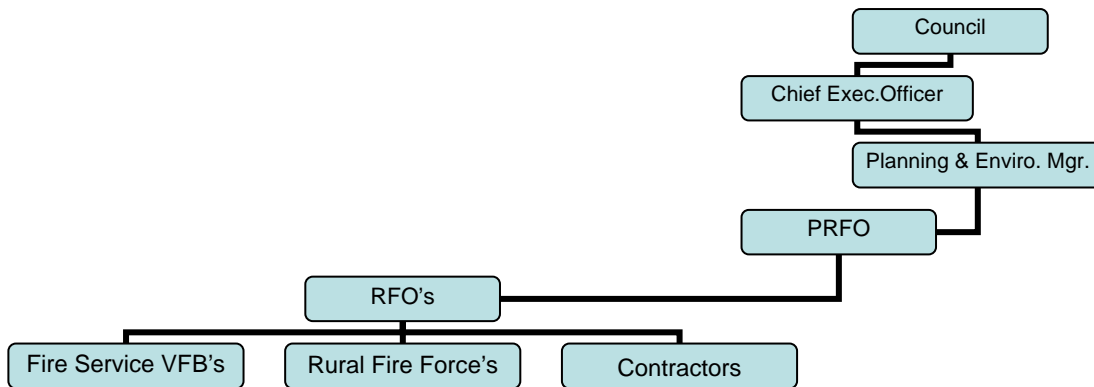 Council
Chief Exec.Officer
Planning & Enviro. Mgr.
PRFO
RFO's
Fire Service VFB's
Rural Fire Force's
Contractors